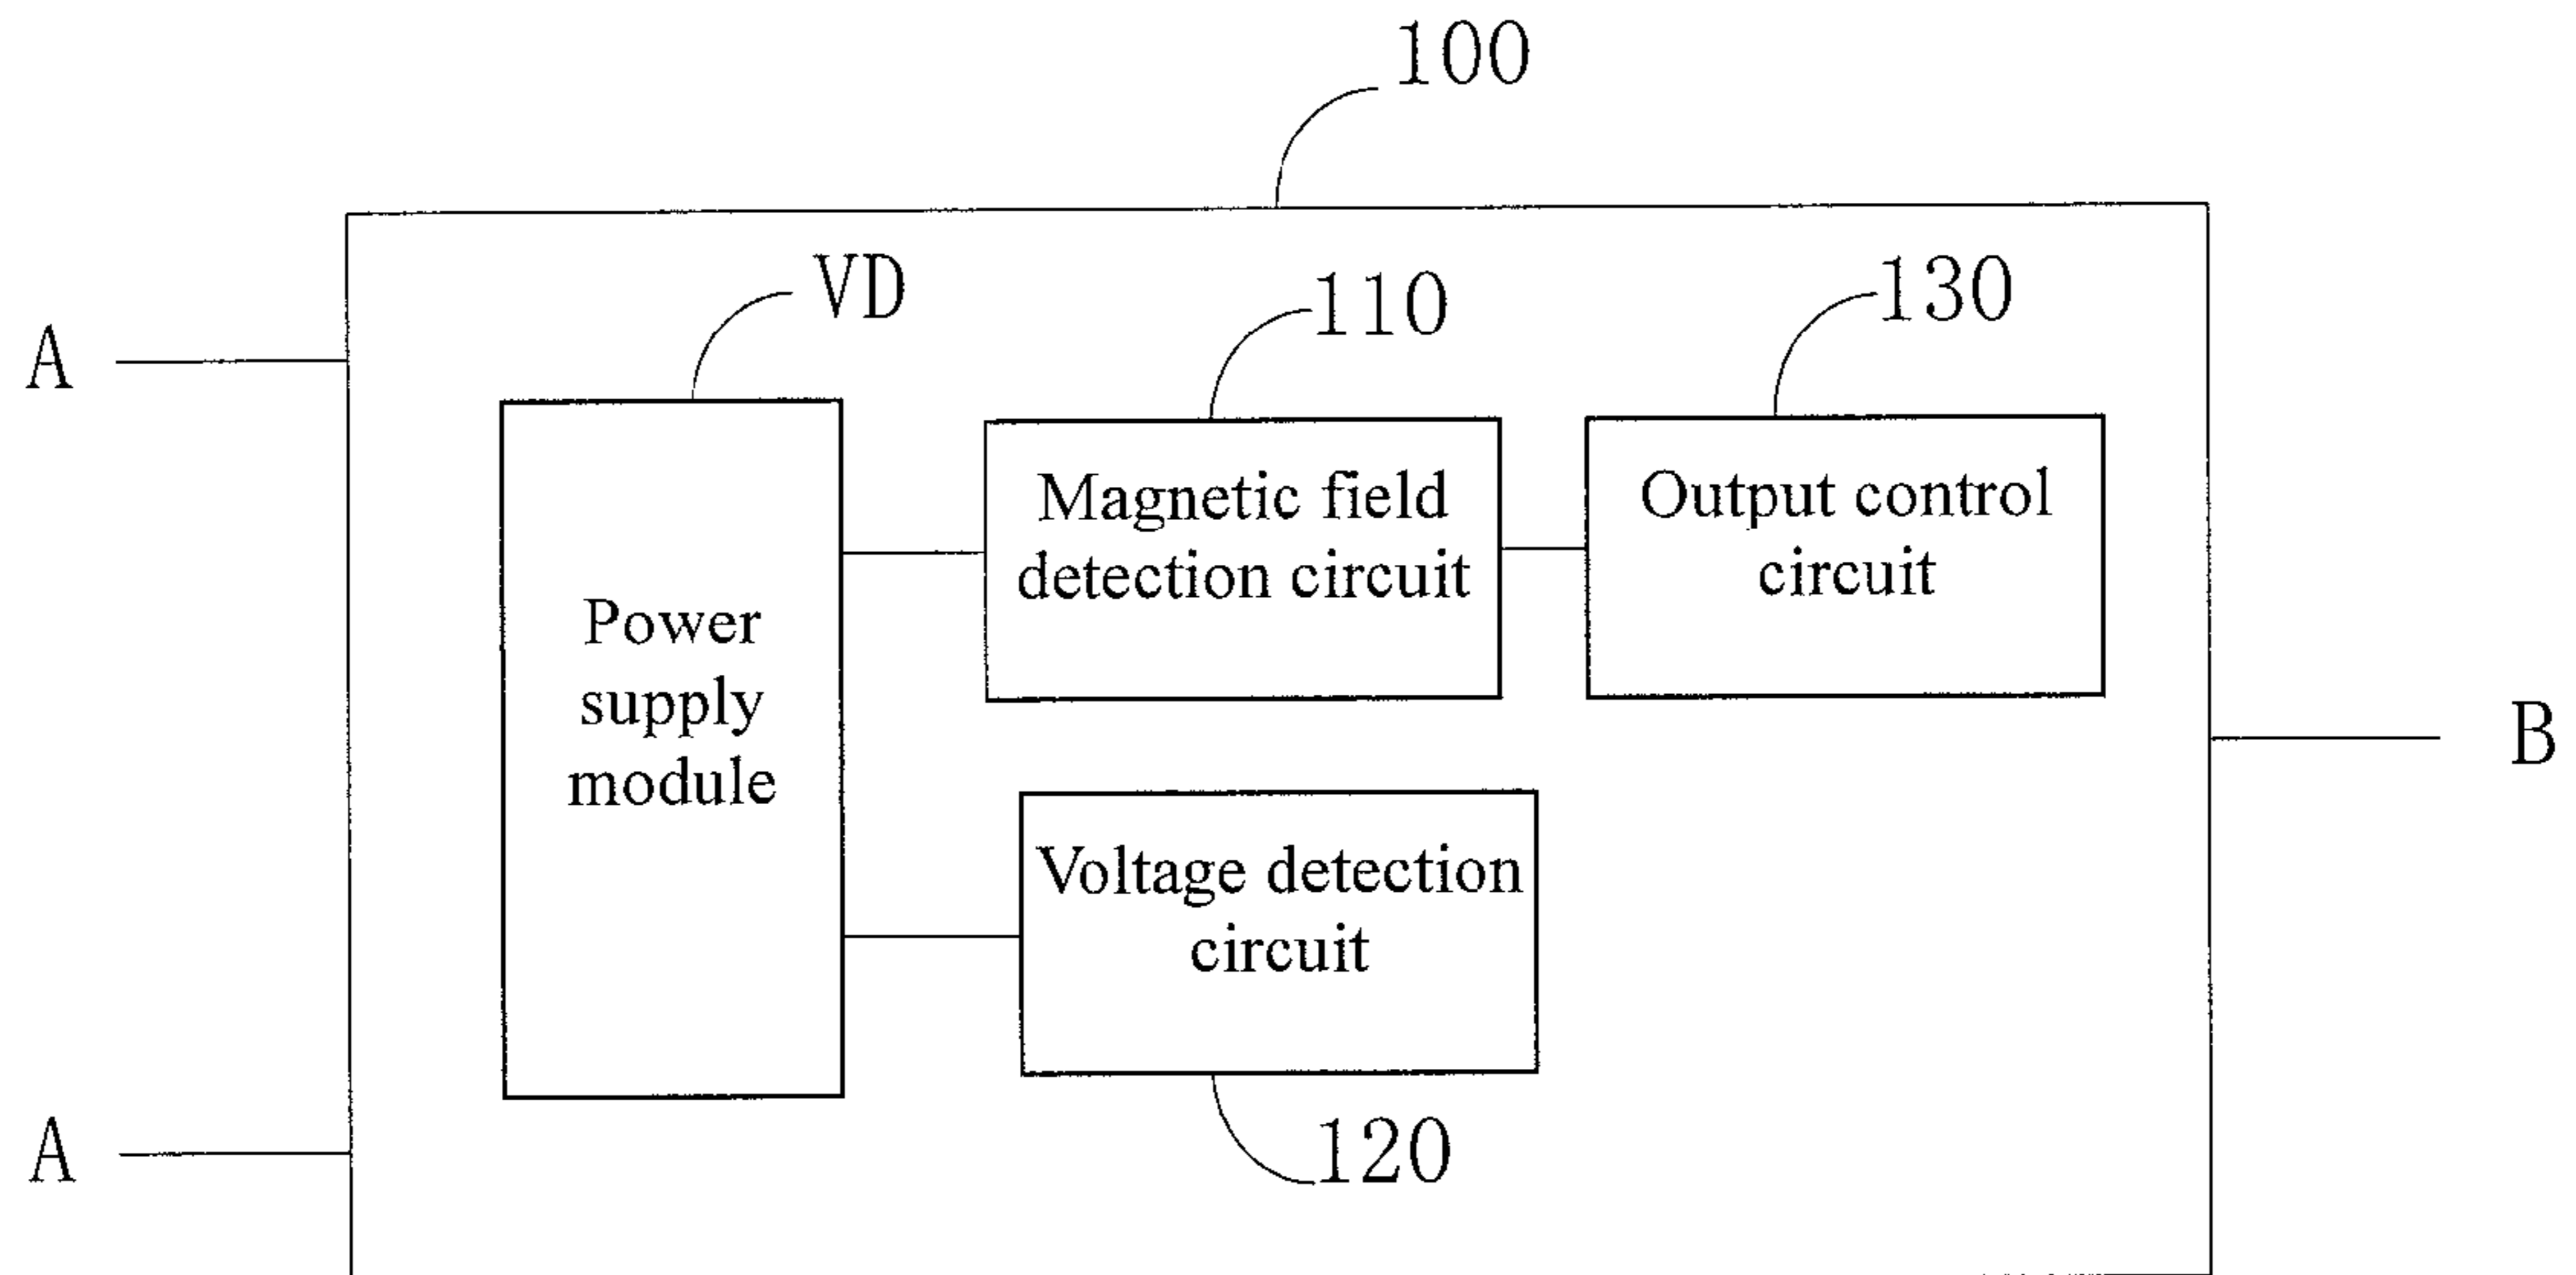 100
VD
110
130
A
Magnetic field
detection circuit
Output control
circuit
Power
supply
module
B
Voltage detection
circuit
A
120